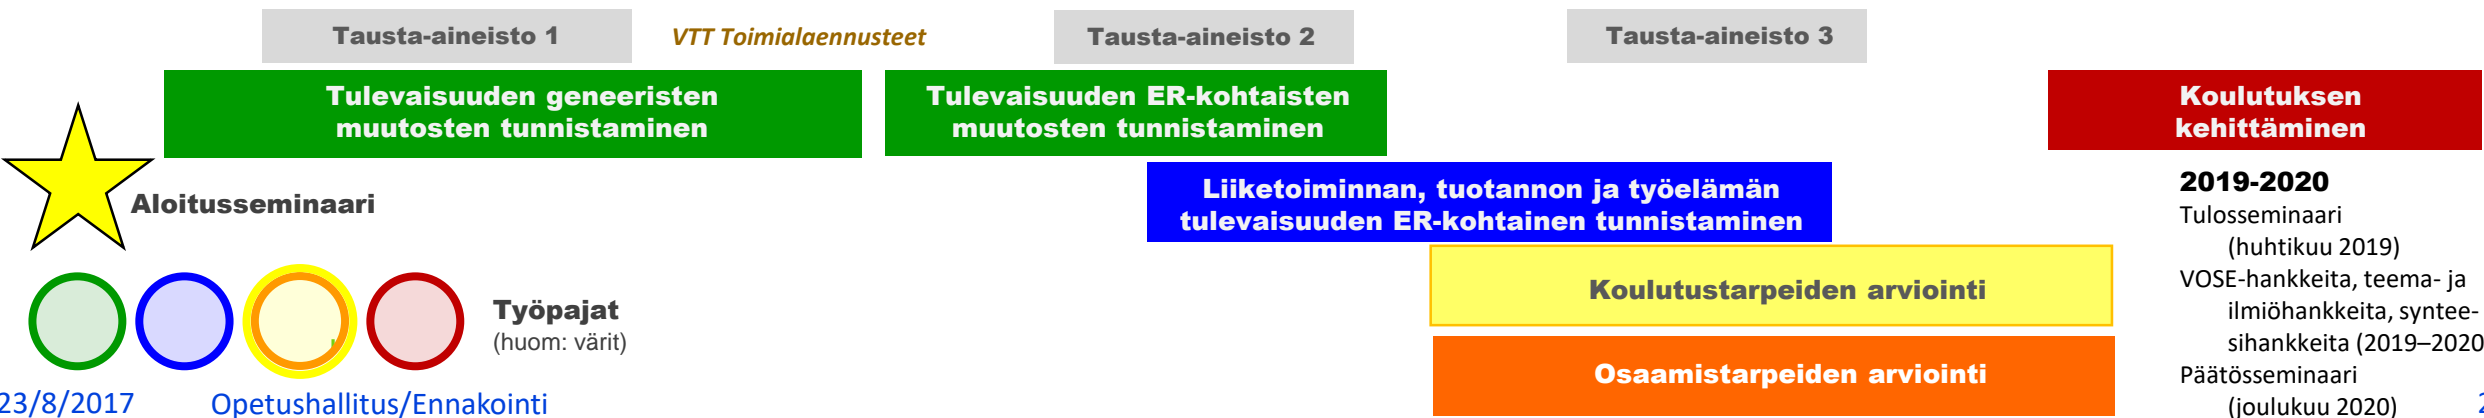 Tausta-aineisto 1
VTT Toimialaennusteet
Tausta-aineisto 2
Tausta-aineisto 3
Tulevaisuuden geneeristen
muutosten tunnistaminen
Tulevaisuuden ER-kohtaisten
muutosten tunnistaminen
Koulutuksen
kehittäminen
Aloitusseminaari
Liiketoiminnan, tuotannon ja työelämän
tulevaisuuden ER-kohtainen tunnistaminen
Koulutustarpeiden arviointi
Osaamistarpeiden arviointi
2019-2020
Tulosseminaari
(huhtikuu 2019)
VOSE-hankkeita, teema- ja
ilmiöhankkeita, syntee-
sihankkeita (2019–2020
Päätösseminaari
(joulukuu 2020)
Työpajat
(huom: värit)
23/8/2017
Opetushallitus/Ennakointi